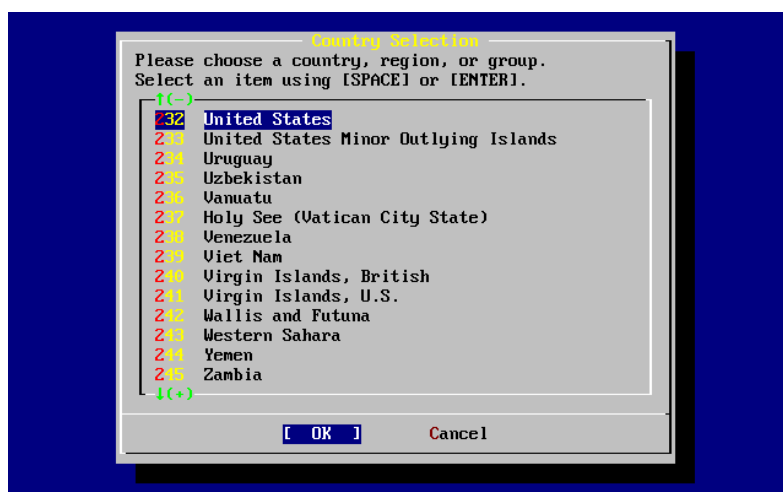 Country Selection
Please choose a country, region, or group.
Select an item using [SPACE] or [ENTER].
↑(-)
232 United States
233 United States Minor Outlying Islands
234 Uruguay
235 Uzbekistan
236 Vanuatu
237 Holy See (Vatican City State)
238 Venezuela
239 Viet Nam
240 Virgin Islands, British
241 Virgin Islands, U.S.
242 Wallis and Futuna
243 Western Sahara
244 Yemen
245 Zambia
↓(+)
[ OK ] Cancel